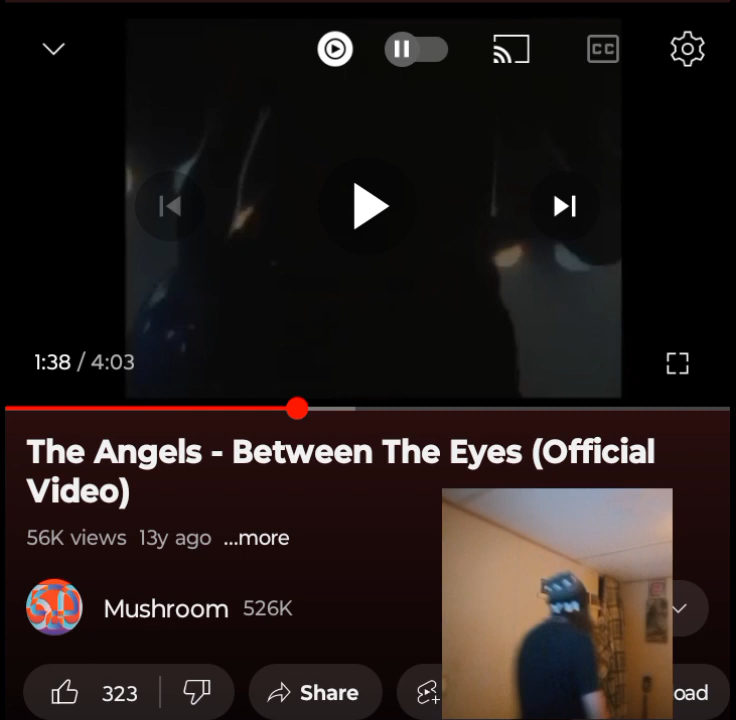 CC
1:38 / 4:03
The Angels - Between The Eyes (Official
Video)
56K views 13y ago ...more
Mushroom 526K
323
Share
oad